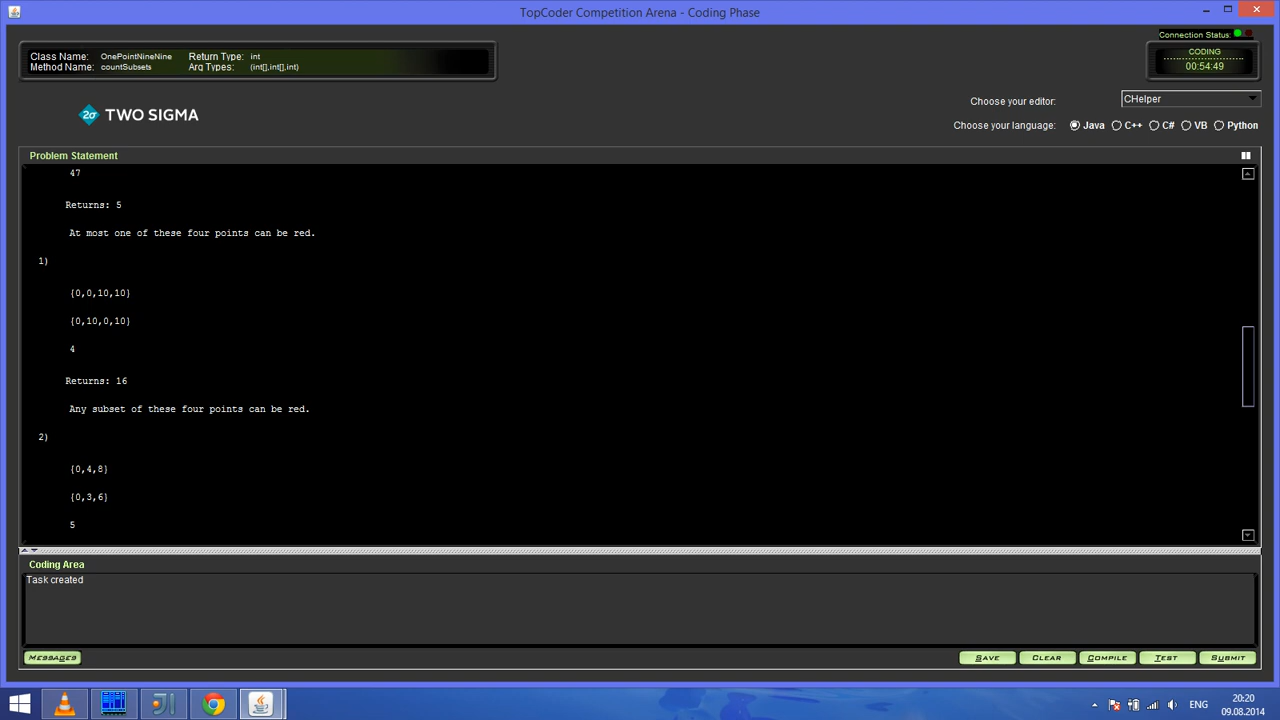 TopCoder Competition Arena - Coding Phase
Connection Status:
Class Name: OnePointNineNine Return Type: int
Method Name: countSubsets Arg Types: (int[],int[],int)
CODING
00:54:49
2σ TWO SIGMA
Choose your editor: CHelper
Choose your language: Java C++ C# VB Python
Problem Statement
47
Returns: 5
At most one of these four points can be red.
1)
{0,0,10,10}
{0,10,0,10}
4
Returns: 16
Any subset of these four points can be red.
2)
{0,4,8}
{0,3,6}
5
Coding Area
Task created
MESSAGES SAVE CLEAR COMPILE TEST SUBMIT
ENG
20:20
09.08.2014